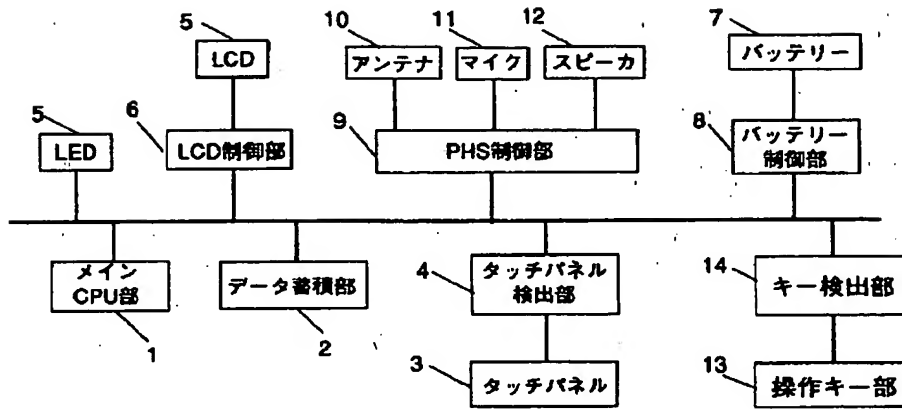 5
LCD
10
アンテナ
11
マイク
12
スピーカ
7
バッテリー
5
LED
6
LCD制御部
9
PHS制御部
8
バッテリー
制御部
メイン
CPU部
1
データ蓄積部
2
4
タッチパネル
検出部
14
キー検出部
3
タッチパネル
13
操作キー部